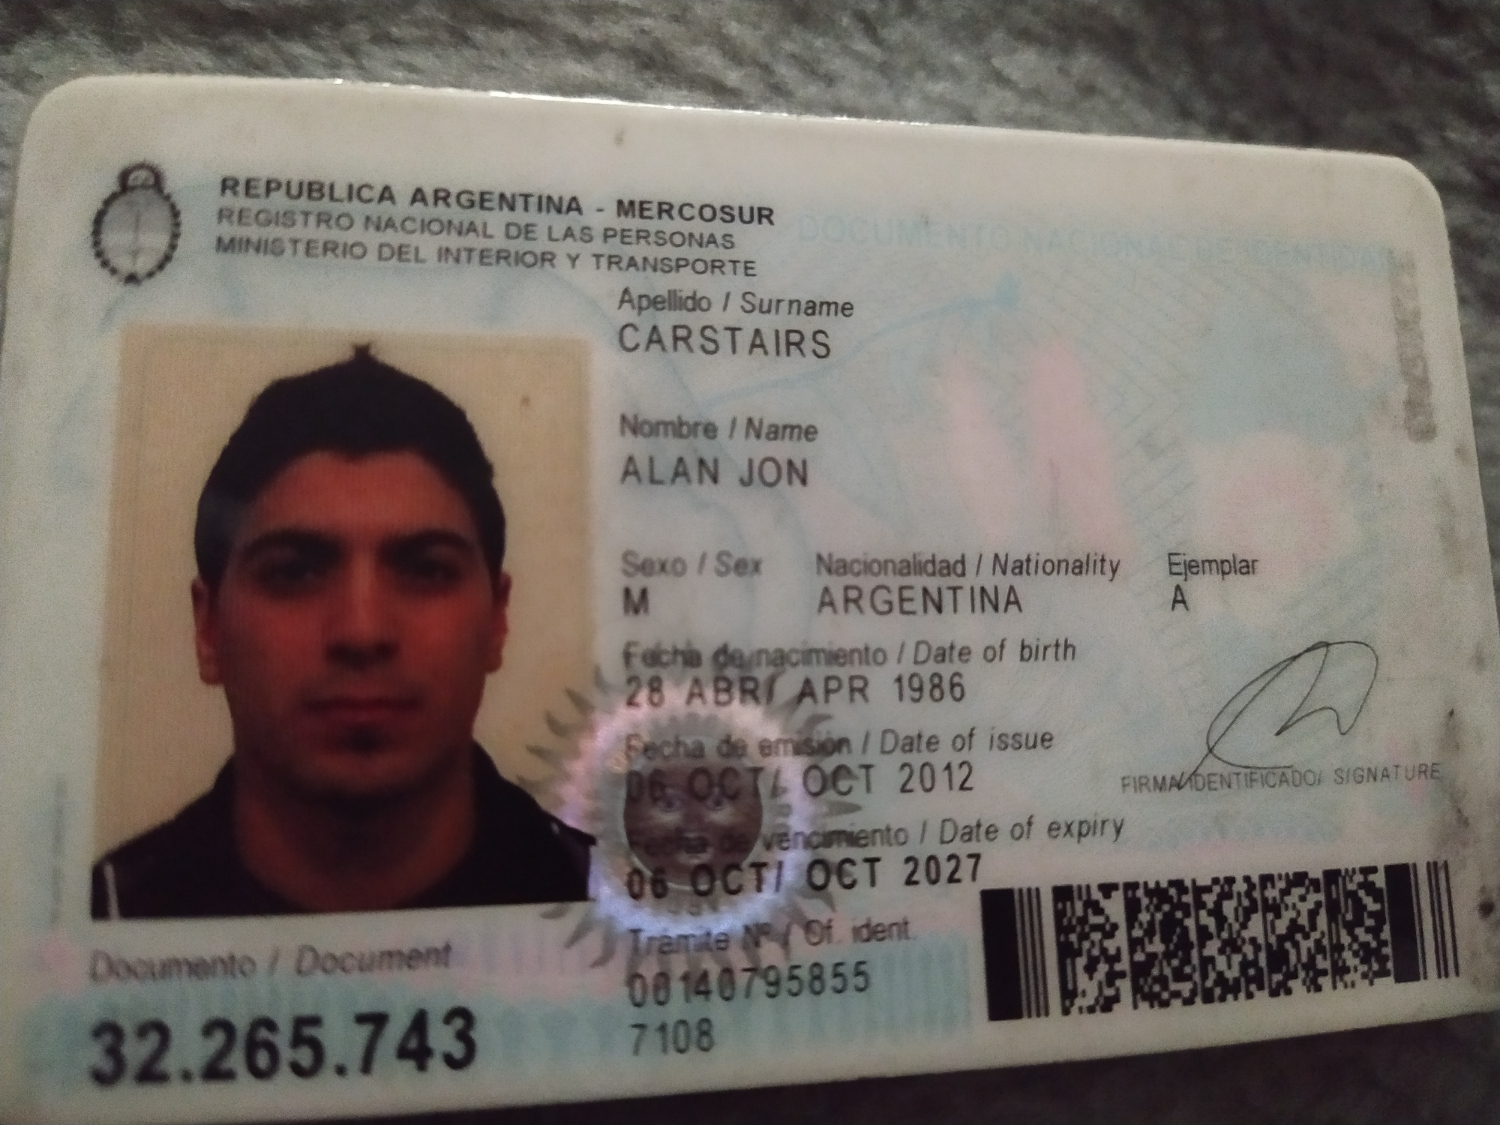 REPUBLICA ARGENTINA - MERCOSUR
REGISTRO NACIONAL DE LAS PERSONAS
MINISTERIO DEL INTERIOR Y TRANSPORTE
DOCUMENTO NACIONAL DE IDENTIDAD
Apellido / Surname
CARSTAIRS
Nombre / Name
ALAN JON
Sexo / Sex Nacionalidad / Nationality Ejemplar
M ARGENTINA A
Fecha de nacimiento / Date of birth
28 ABR/ APR 1986
Fecha de emisión / Date of issue
06 OCT/ OCT 2012
FIRMA IDENTIFICADO/ SIGNATURE
Fecha de vencimiento / Date of expiry
06 OCT/ OCT 2027
Trámite Nº / Of. ident.
00140795855
7108
Documento / Document
32.265.743